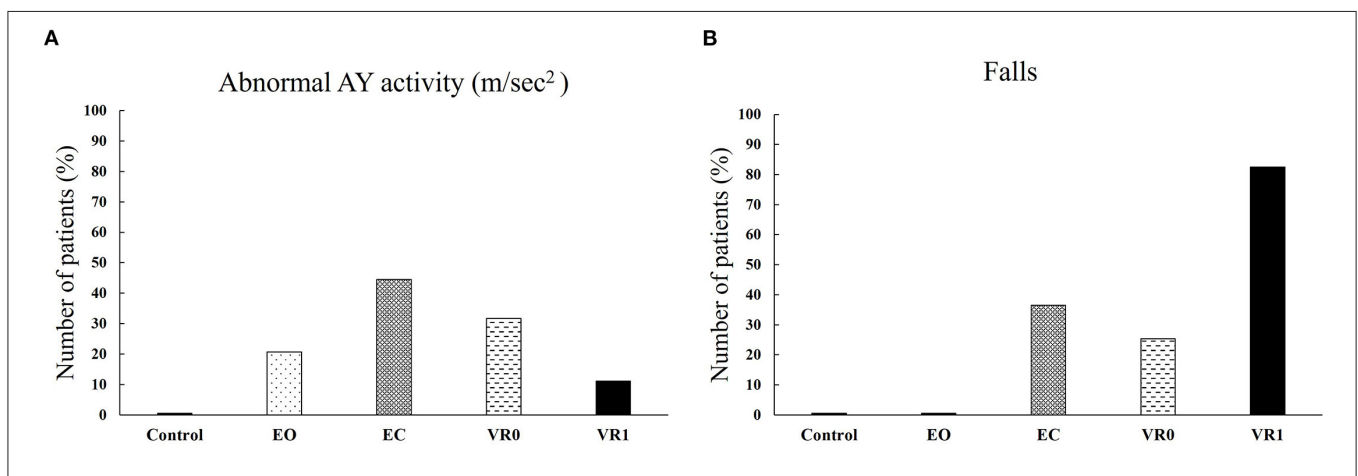 A
Abnormal AY activity (m/sec² )
Number of patients (%)
100
90
80
70
60
50
40
30
20
10
0
Control EO EC VR0 VR1
B
Falls
Number of patients (%)
100
90
80
70
60
50
40
30
20
10
0
Control EO EC VR0 VR1